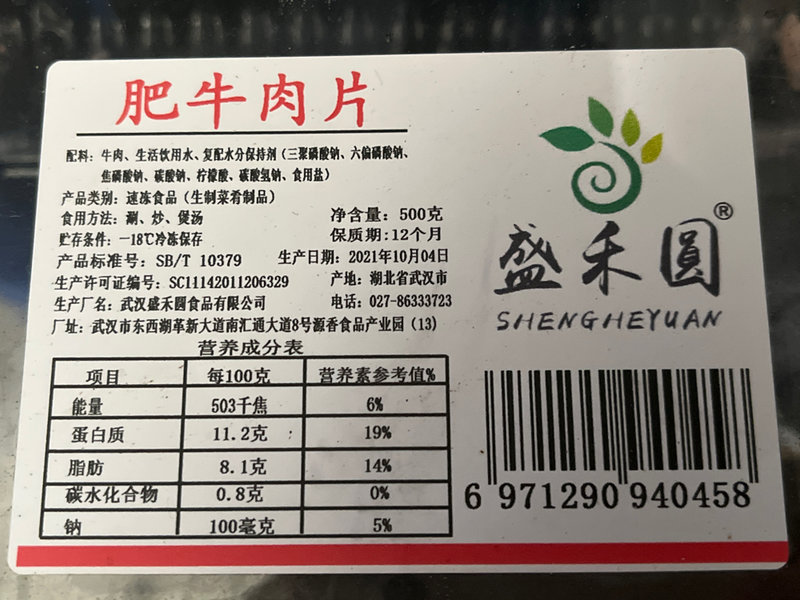 肥牛肉片
配料：牛肉、生活饮用水、复配水分保持剂（三聚磷酸钠、六偏磷酸钠、
焦磷酸钠、碳酸钠、柠檬酸、碳酸氢钠、食用盐）
产品类别：速冻食品（生制菜肴制品）
食用方法：涮、炒、煲汤 净含量：500克
贮存条件：—18℃冷冻保存 保质期:12个月
产品标准号：SB/T 10379 生产日期：2021年10月04日
生产许可证编号：SC11142011206329 产地：湖北省武汉市
生产厂名：武汉盛禾圆食品有限公司 电话：027-86333723
厂址：武汉市东西湖革新大道南汇通大道8号源香食品产业园（13）
营养成分表
项目 每100克 营养素参考值%
能量 503千焦 6%
蛋白质 11.2克 19%
脂肪 8.1克 14%
碳水化合物 0.8克 0%
钠 100毫克 5%
盛禾圆®
SHENGHEYUAN
6 971290 940458